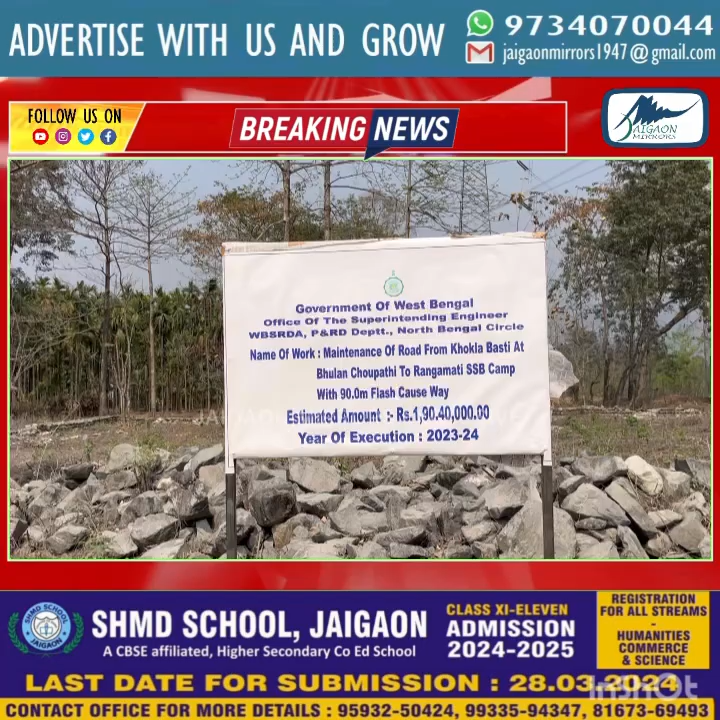 ADVERTISE WITH US AND GROW
9734070044
jaigaonmirrors1947@gmail.com
FOLLOW US ON
BREAKING NEWS
JAIGAON
MIRRORS
Government Of West Bengal
Office Of The Superintending Engineer
WBSRDA, P&RD Deptt., North Bengal Circle
Name Of Work : Maintenance Of Road From Khokla Basti At
Bhulan Choupathi To Rangamati SSB Camp
With 90.0m Flash Cause Way
Estimated Amount :- Rs.1,90,40,000.00
Year Of Execution : 2023-24
SHMD SCHOOL
JAIGAON
SHMD SCHOOL, JAIGAON
A CBSE affiliated, Higher Secondary Co Ed School
CLASS XI-ELEVEN
ADMISSION
2024-2025
REGISTRATION
FOR ALL STREAMS
-
HUMANITIES
COMMERCE
& SCIENCE
LAST DATE FOR SUBMISSION : 28.03.2024
InShOt
CONTACT OFFICE FOR MORE DETAILS : 95932-50424, 99335-94347, 81673-69493